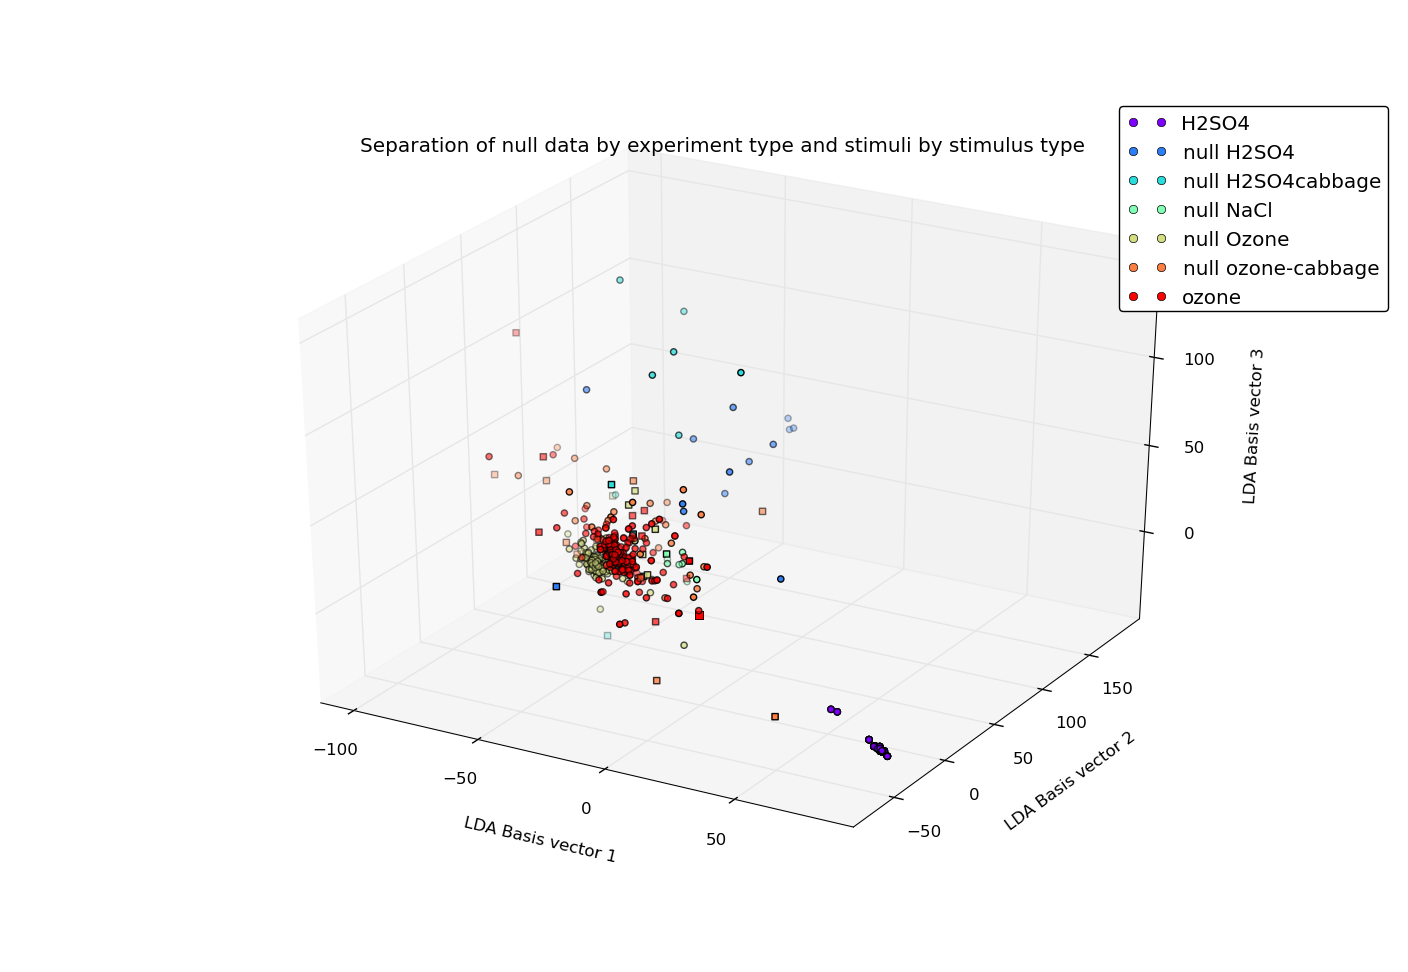 Separation of null data by experiment type and stimuli by stimulus type
H2SO4
null H2SO4
null H2SO4cabbage
null NaCl
null Ozone
null ozone-cabbage
ozone
100
50
0
LDA Basis vector 3
150
100
50
0
−50
LDA Basis vector 2
−100
−50
0
50
LDA Basis vector 1